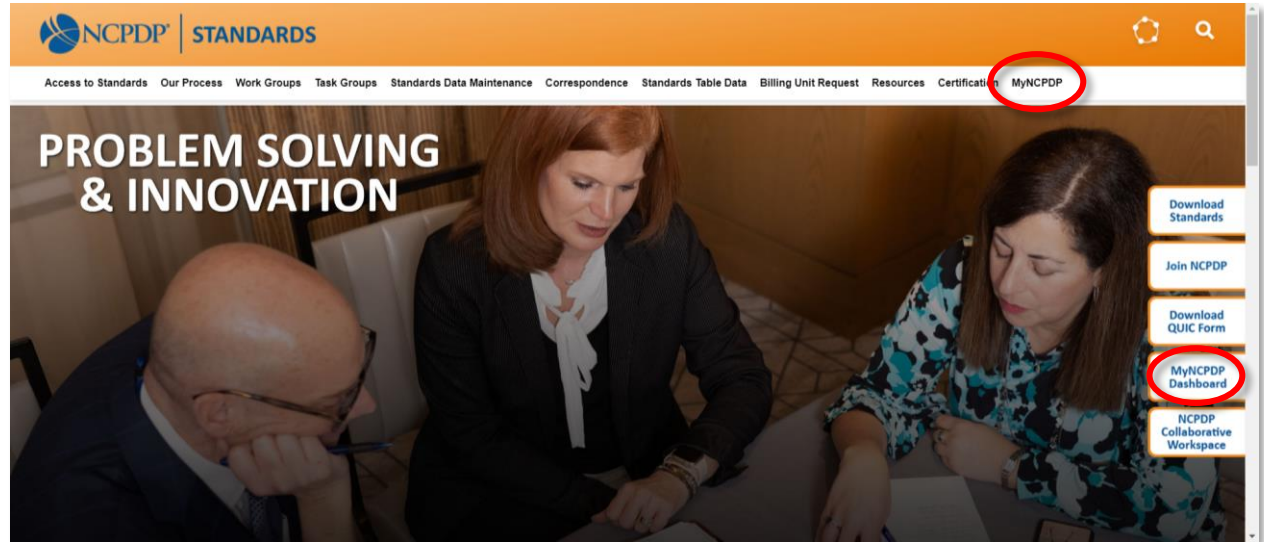 NCPDP® STANDARDS
Access to Standards Our Process Work Groups Task Groups Standards Data Maintenance Correspondence Standards Table Data Billing Unit Request Resources Certification MyNCPDP
PROBLEM SOLVING
& INNOVATION
Download
Standards
Join NCPDP
Download
QUIC Form
MyNCPDP
Dashboard
NCPDP
Collaborative
Workspace